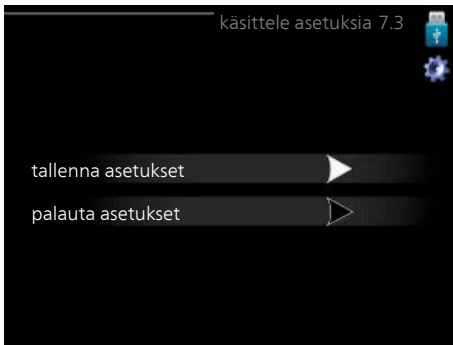 käsittele asetuksia 7.3
tallenna asetukset
palauta asetukset